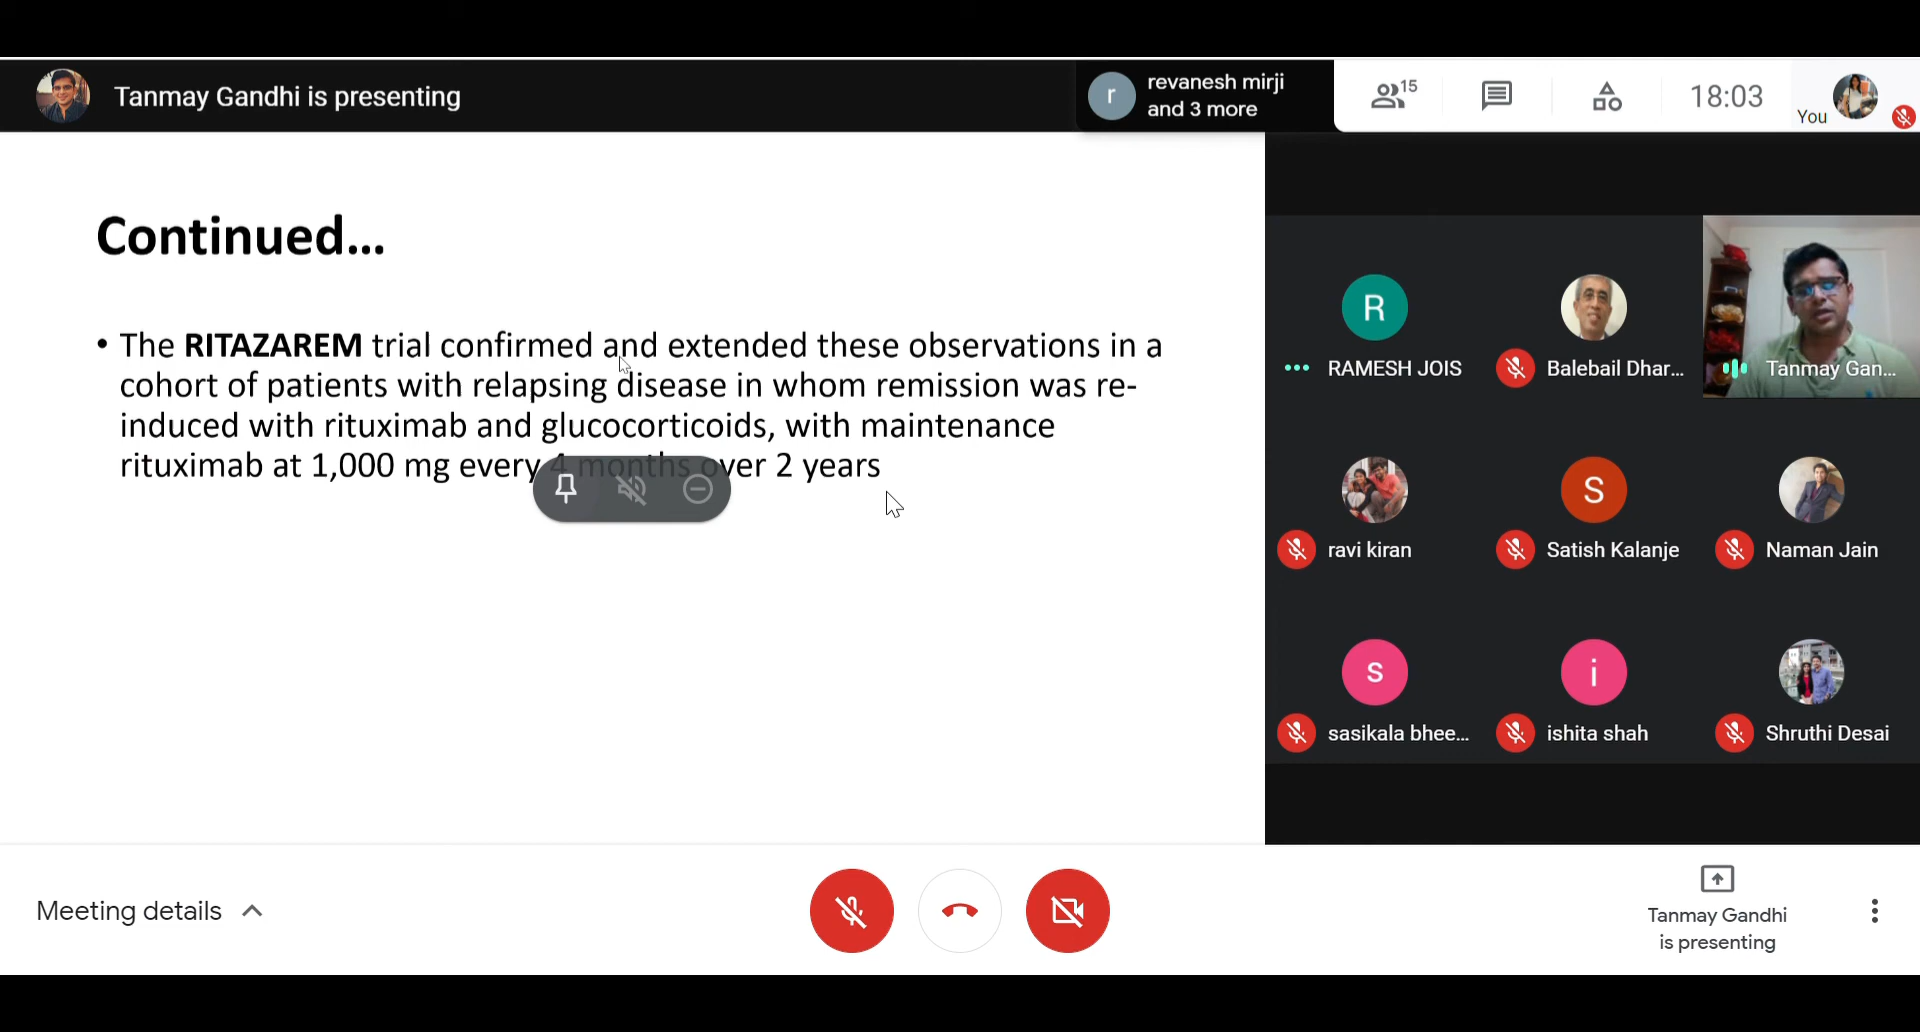 Tanmay Gandhi is presenting
r
revanesh mirji
and 3 more
15
18:03
You
Continued...
• The RITAZAREM trial confirmed and extended these observations in a
cohort of patients with relapsing disease in whom remission was re-
induced with rituximab and glucocorticoids, with maintenance
rituximab at 1,000 mg every 4 months over 2 years
R
RAMESH JOIS
Balebail Dhar...
Tanmay Gan...
ravi kiran
S
Satish Kalanje
Naman Jain
s
sasikala bhee...
i
ishita shah
Shruthi Desai
Meeting details
Tanmay Gandhi
is presenting